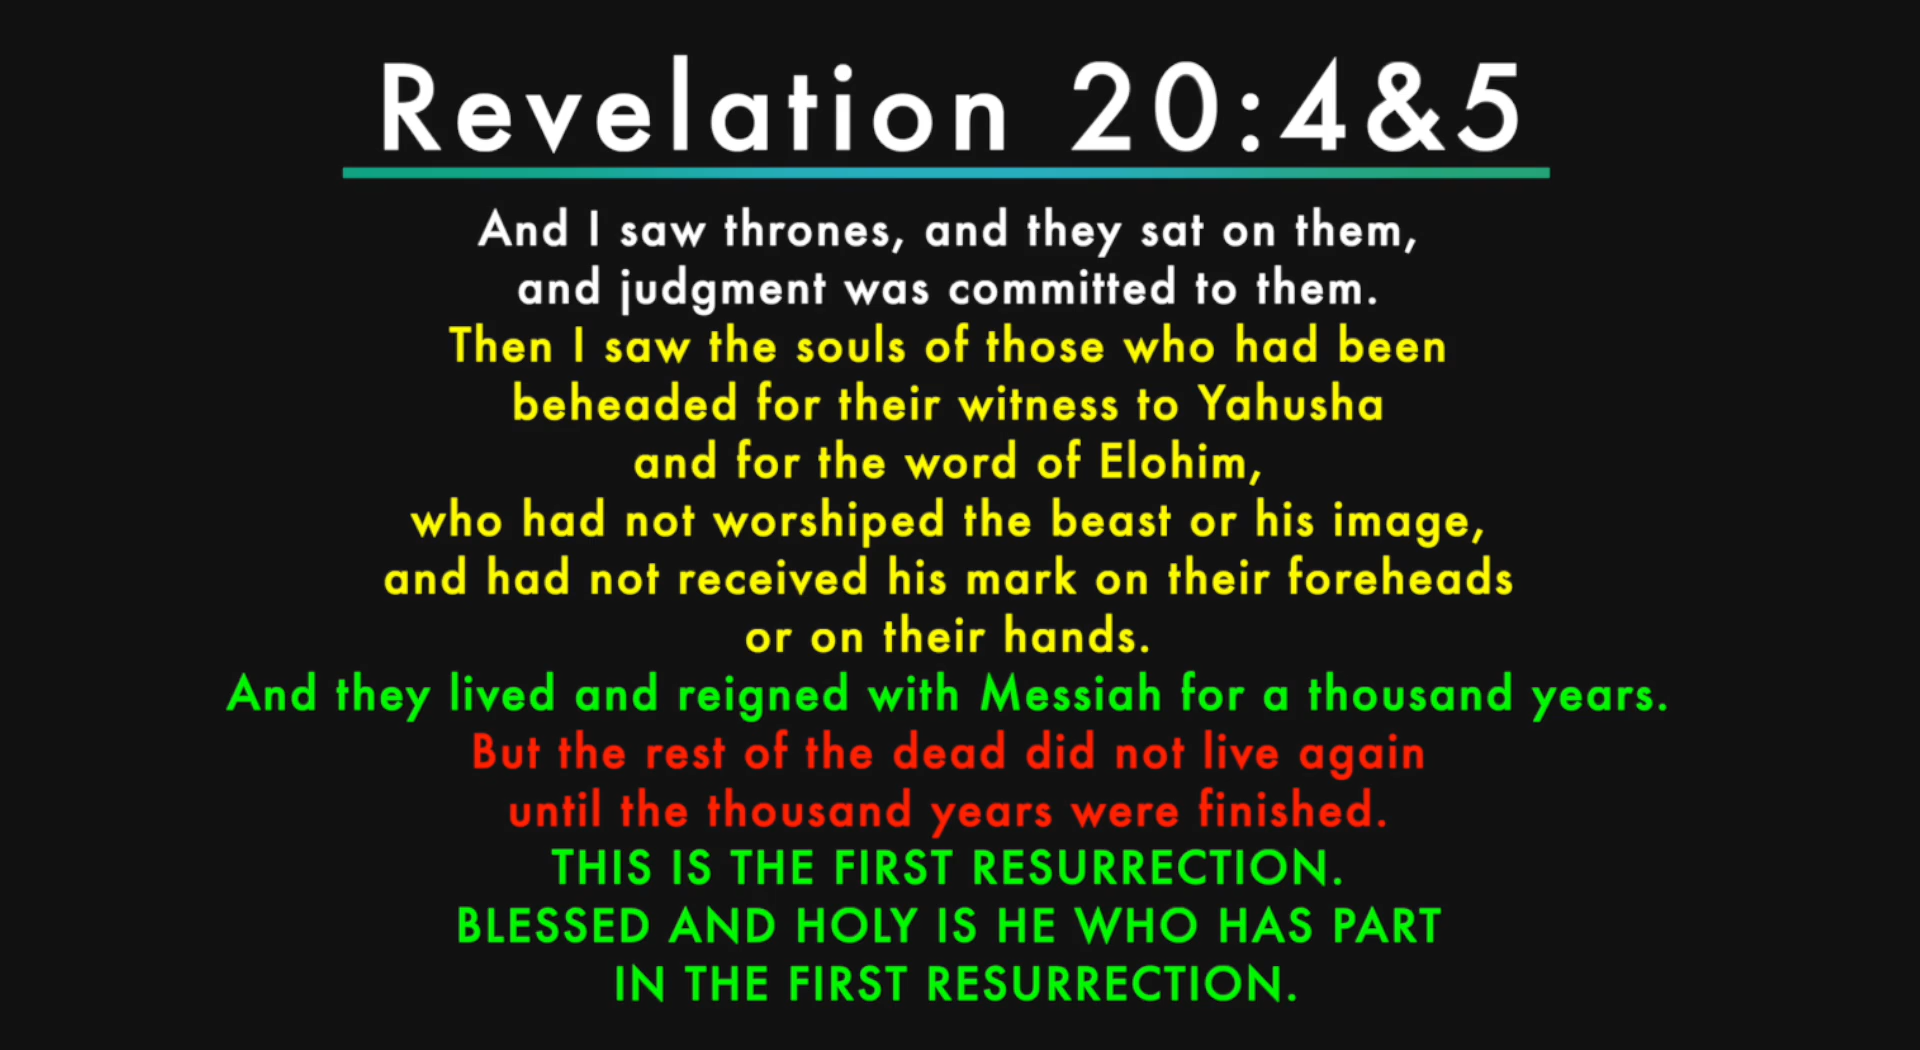 Revelation 20:4&5
And I saw thrones, and they sat on them,
and judgment was committed to them.
Then I saw the souls of those who had been
beheaded for their witness to Yahusha
and for the word of Elohim,
who had not worshiped the beast or his image,
and had not received his mark on their foreheads
or on their hands.
And they lived and reigned with Messiah for a thousand years.
But the rest of the dead did not live again
until the thousand years were finished.
THIS IS THE FIRST RESURRECTION.
BLESSED AND HOLY IS HE WHO HAS PART
IN THE FIRST RESURRECTION.